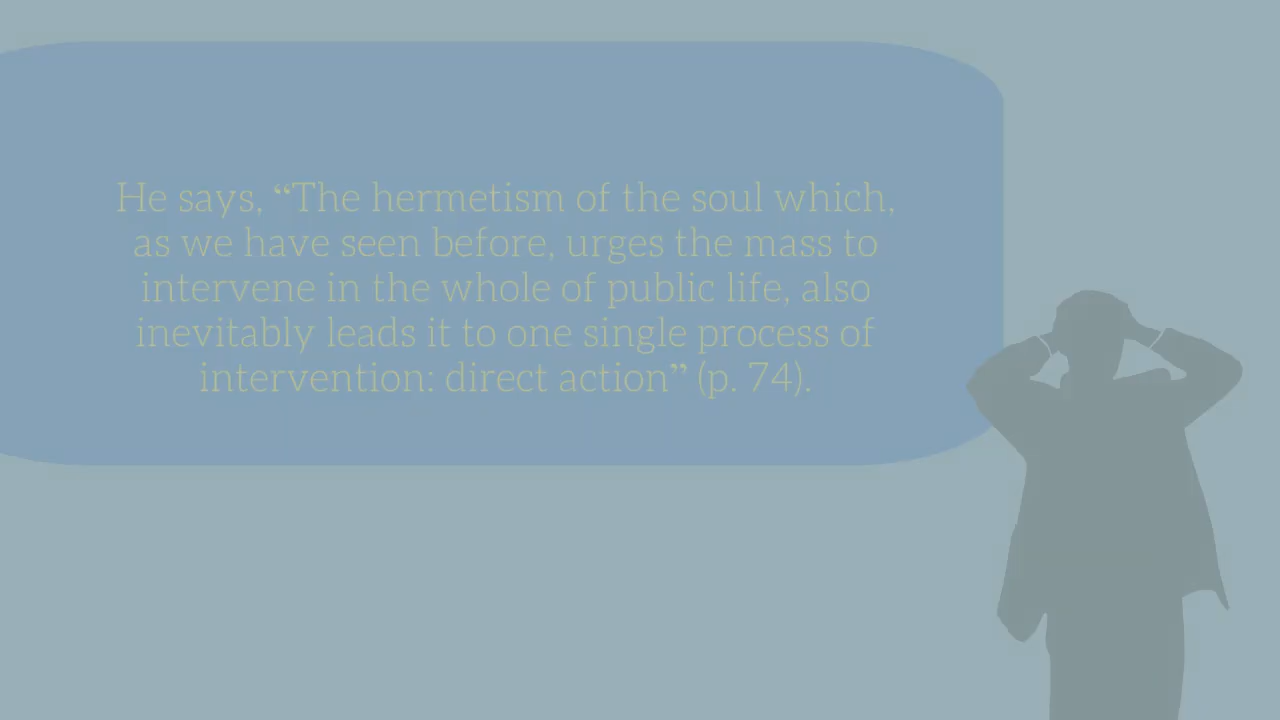 He says, “The hermetism of the soul which,
as we have seen before, urges the mass to
intervene in the whole of public life, also
inevitably leads it to one single process of
intervention: direct action” (p. 74).